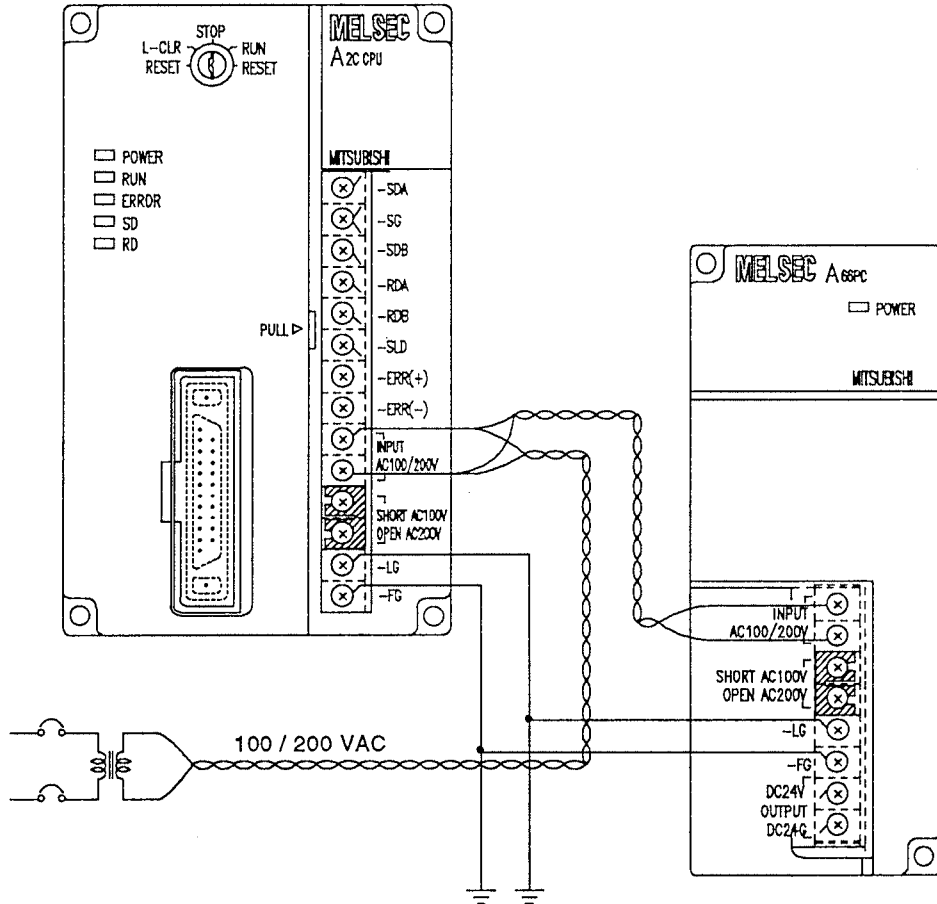 MELSEC
A2C CPU
STOP
L-CLR
RUN
RESET
RESET
POWER
RUN
ERROR
SD
RD
MITSUBISHI
-SDA
-SG
-SDB
-RDA
-RDB
-SLD
-ERR(+)
-ERR(-)
INPUT
AC100/200V
SHORT AC100V
OPEN AC200V
-LG
-FG
PULL
MELSEC A66PC
POWER
MITSUBISHI
INPUT
AC100/200V
SHORT AC100V
OPEN AC200V
-LG
-FG
DC24V
OUTPUT
DC24G
100 / 200 VAC